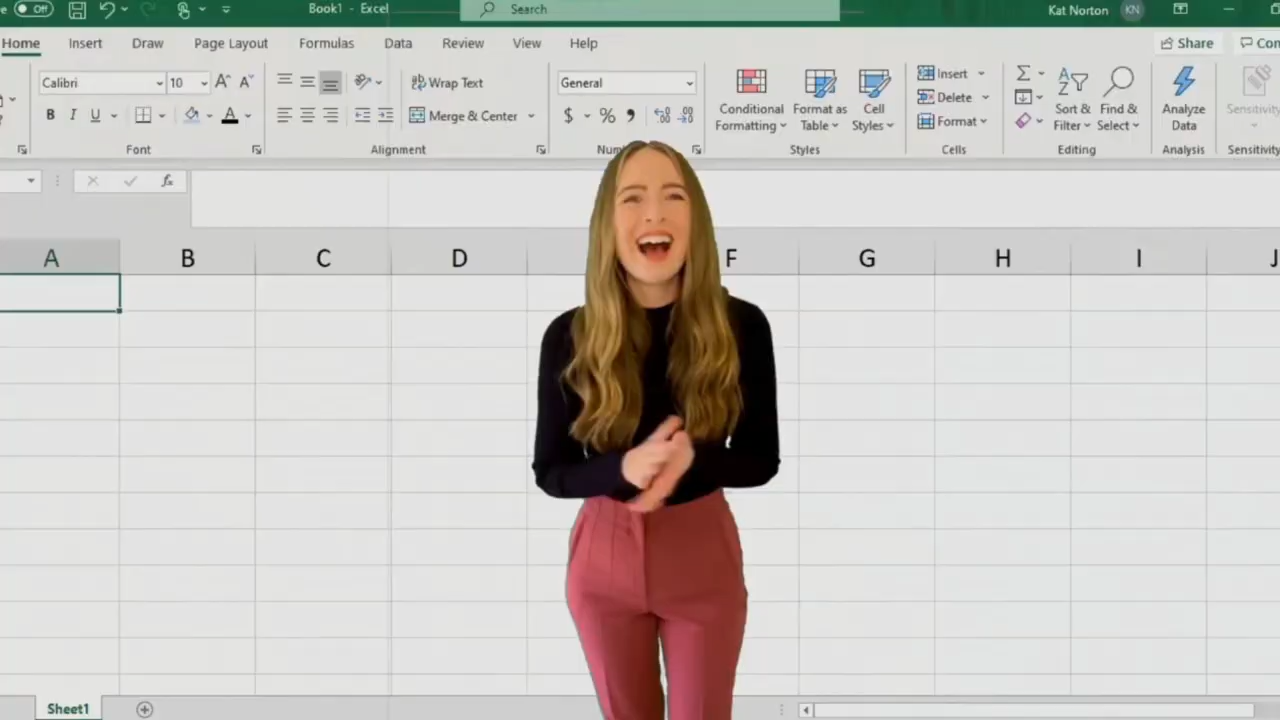 Off Book1 - Excel Search Kat Norton KN
Home Insert Draw Page Layout Formulas Data Review View Help Share
Calibri 10 A A Wrap Text General Insert
B I U A Merge & Center $ % , Conditional Formatting Format as Table Cell Styles Delete Format Sort & Filter Find & Select Analyze Data Sensitivity
Font Alignment Styles Cells Editing Analysis Sensitivity
fx
A B C D F G H I J
Sheet1